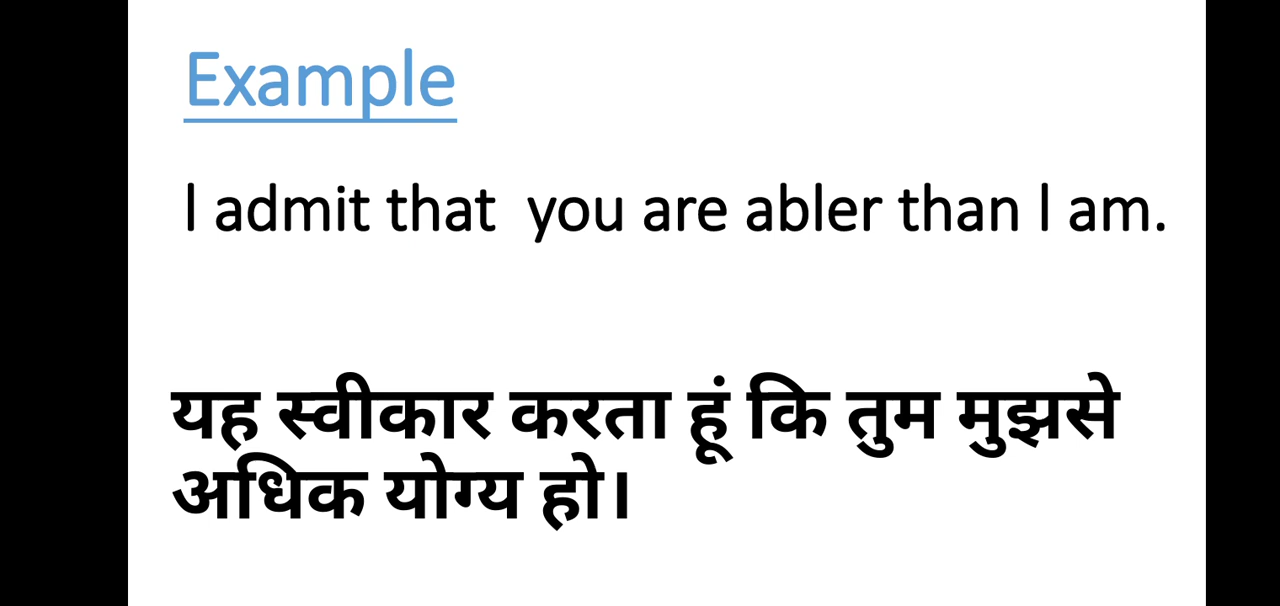 Example
I admit that you are abler than I am.
यह स्वीकार करता हूं कि तुम मुझसे
अधिक योग्य हो।